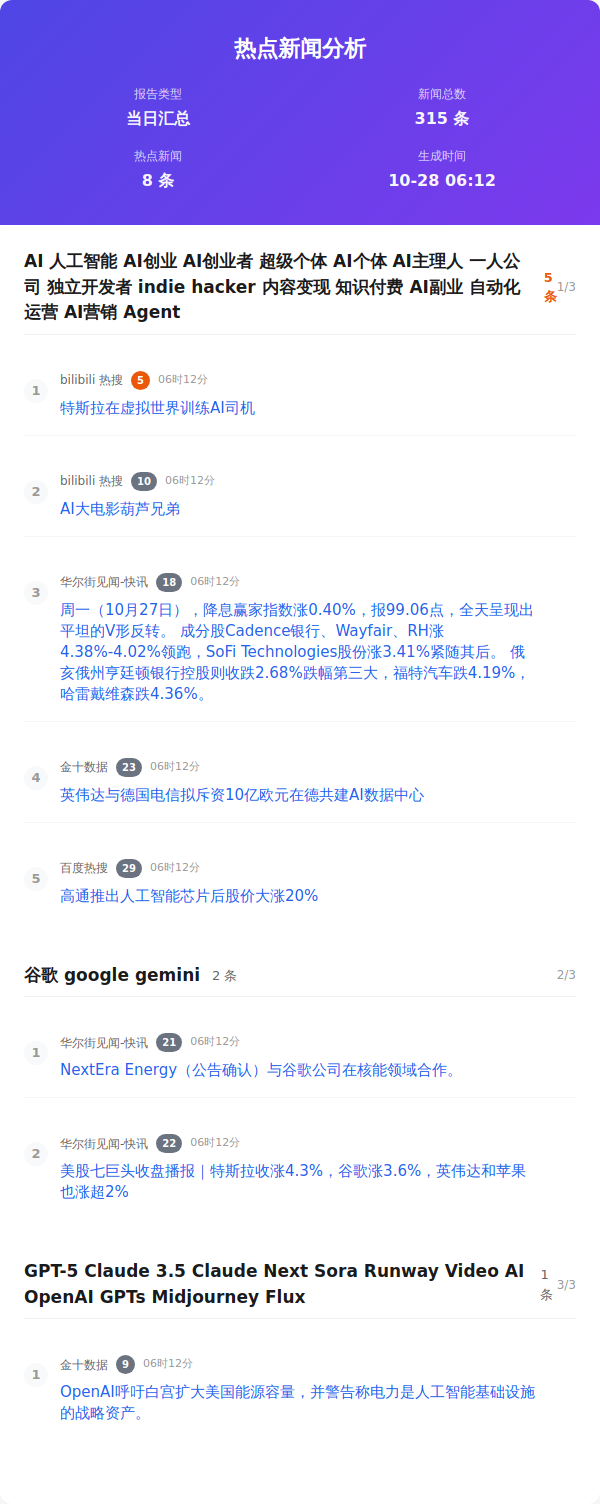 热点新闻分析
报告类型
新闻总数
当日汇总
315 条
热点新闻
生成时间
8 条
10-28 06:12
AI 人工智能 AI创业 AI创业者 超级个体 AI个体 AI主理人 一人公
司 独立开发者 indie hacker 内容变现 知识付费 AI副业 自动化
运营 AI营销 Agent
5
条
1/3
1
bilibili 热搜 5 06时12分
特斯拉在虚拟世界训练AI司机
2
bilibili 热搜 10 06时12分
AI大电影葫芦兄弟
3
华尔街见闻-快讯 18 06时12分
周一（10月27日），降息赢家指数涨0.40%，报99.06点，全天呈现出
平坦的V形反转。 成分股Cadence银行、Wayfair、RH涨
4.38%-4.02%领跑，SoFi Technologies股份涨3.41%紧随其后。 俄
亥俄州亨廷顿银行控股则收跌2.68%跌幅第三大，福特汽车跌4.19%，
哈雷戴维森跌4.36%。
4
金十数据 23 06时12分
英伟达与德国电信拟斥资10亿欧元在德共建AI数据中心
5
百度热搜 29 06时12分
高通推出人工智能芯片后股价大涨20%
谷歌 google gemini 2 条
2/3
1
华尔街见闻-快讯 21 06时12分
NextEra Energy（公告确认）与谷歌公司在核能领域合作。
2
华尔街见闻-快讯 22 06时12分
美股七巨头收盘播报｜特斯拉收涨4.3%，谷歌涨3.6%，英伟达和苹果
也涨超2%
GPT-5 Claude 3.5 Claude Next Sora Runway Video AI
OpenAI GPTs Midjourney Flux
1
条
3/3
1
金十数据 9 06时12分
OpenAI呼吁白宫扩大美国能源容量，并警告称电力是人工智能基础设施
的战略资产。